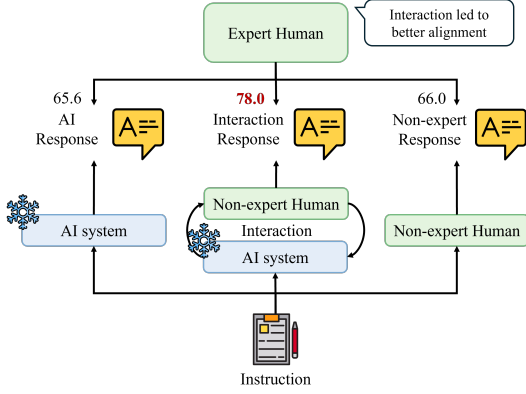 Interaction led to
better alignment
Expert Human
65.6
AI
Response
78.0
Interaction
Response
66.0
Non-expert
Response
A
A
A
Non-expert Human
Interaction
AI system
AI system
Non-expert Human
Instruction